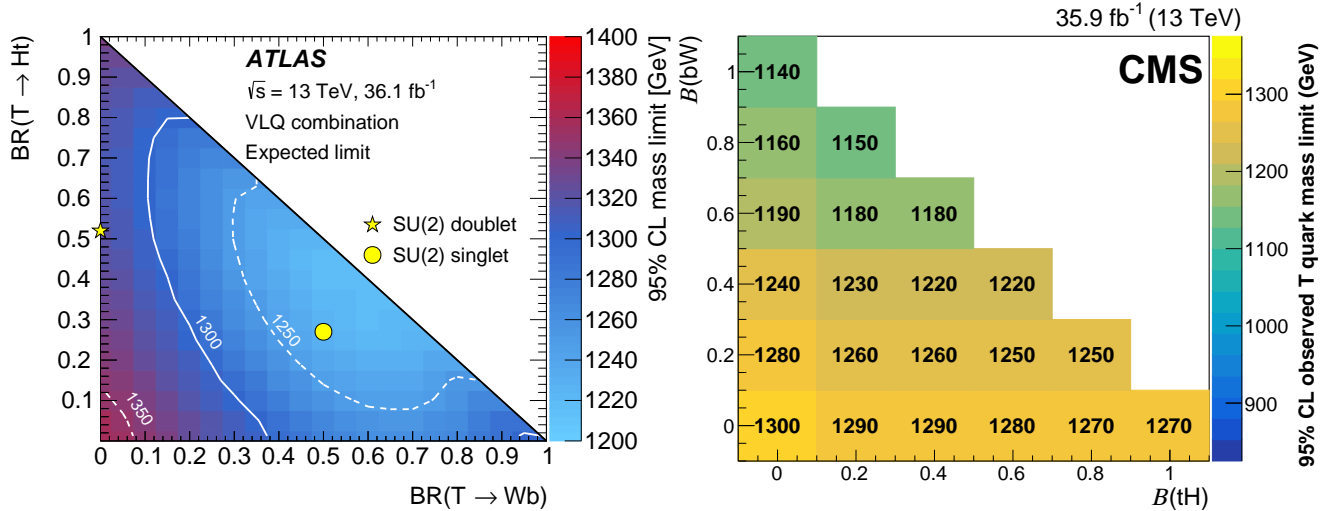 BR(T → Ht)
1
0.9
0.8
0.7
0.6
0.5
0.4
0.3
0.2
0.1
0 0.1 0.2 0.3 0.4 0.5 0.6 0.7 0.8 0.9 1
BR(T → Wb)
ATLAS
√s = 13 TeV, 36.1 fb⁻¹
VLQ combination
Expected limit
SU(2) doublet
SU(2) singlet
1300
1250
1350
1400
1380
1360
1340
1320
1300
1280
1260
1240
1220
1200
95% CL mass limit [GeV]
35.9 fb⁻¹ (13 TeV)
CMS
B(bW)
1 1140
0.8 1160 1150
0.6 1190 1180 1180
0.4 1240 1230 1220 1220
0.2 1280 1260 1260 1250 1250
0 1300 1290 1290 1280 1270 1270
0 0.2 0.4 0.6 0.8 1
B(tH)
1300
1200
1100
1000
900
95% CL observed T quark mass limit (GeV)